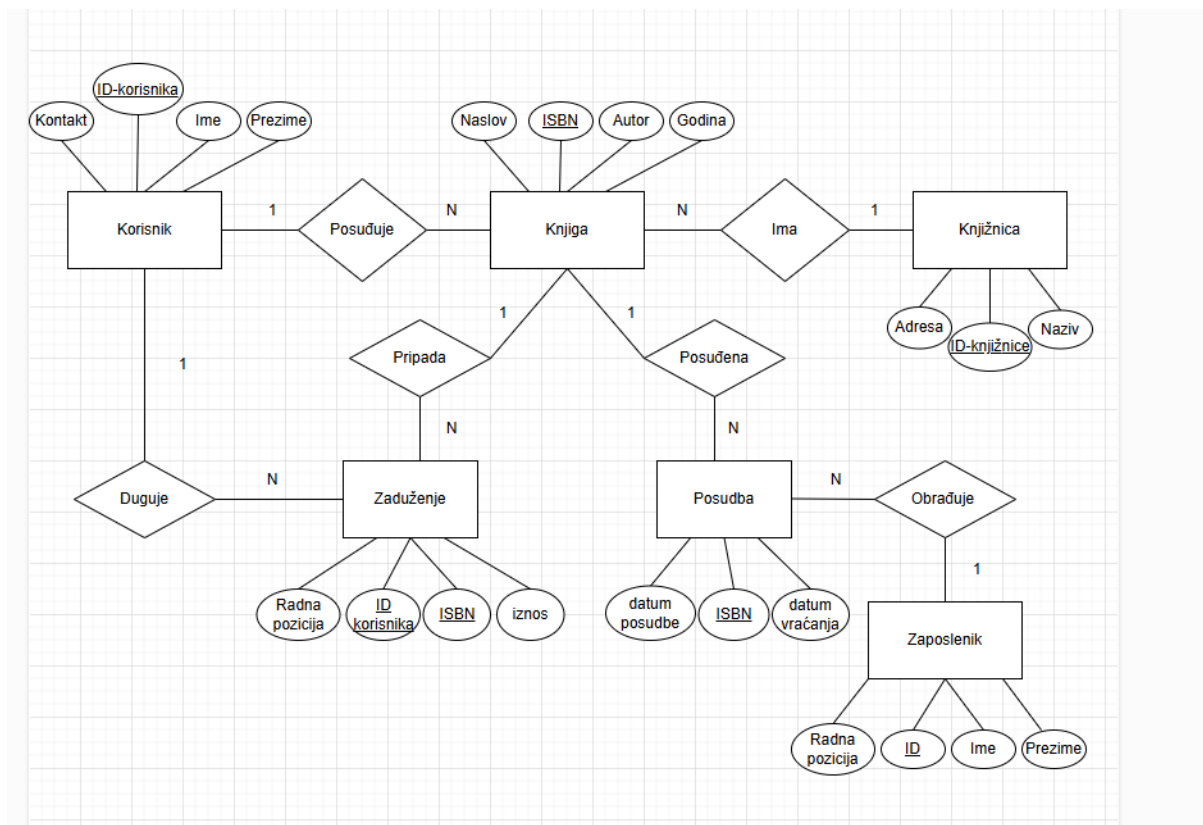 ID-korisnika
Kontakt
Ime
Prezime
Naslov
ISBN
Autor
Godina
1
N
N
1
Korisnik
Posuđuje
Knjiga
Ima
Knjižnica
1
1
Adresa
ID-knjižnice
Naziv
1
Pripada
Posuđena
N
N
N
N
Duguje
Zaduženje
Posudba
Obrađuje
1
Radna
pozicija
ID
korisnika
ISBN
iznos
datum
posudbe
ISBN
datum
vraćanja
Zaposlenik
Radna
pozicija
ID
Ime
Prezime